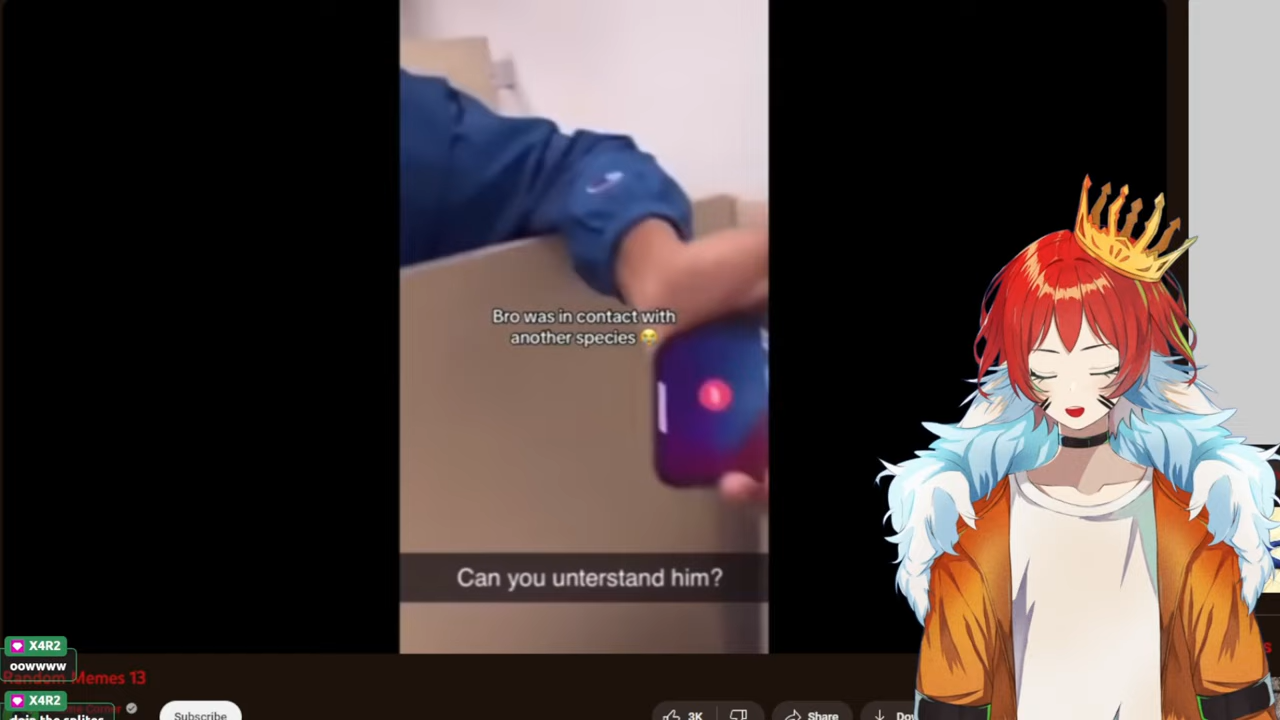 Bro was in contact with
another species 😭
Can you unterstand him?
X4R2
oowwww
Random Memes 13
X4R2
Subscribe
3K
Share